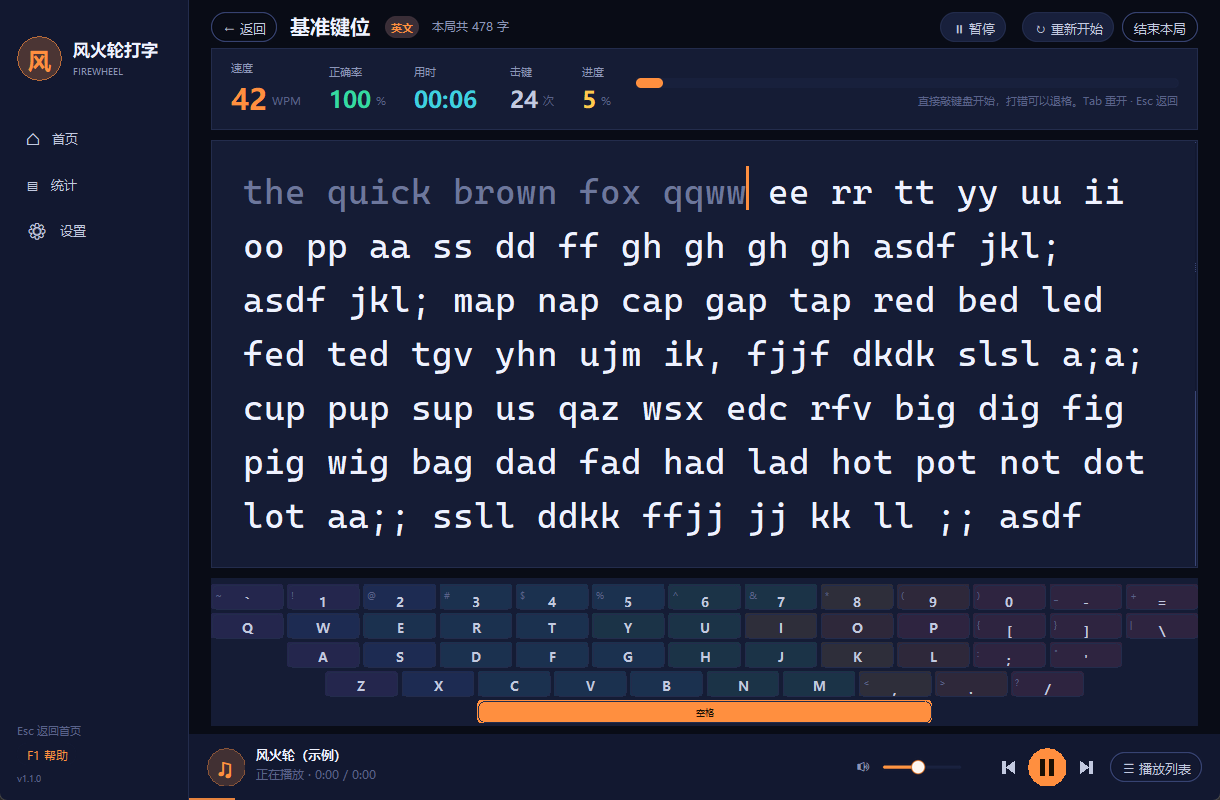 风
风火轮打字
FIREWHEEL
首页
统计
设置
Esc 返回首页
F1 帮助
v1.1.0
← 返回
基准键位
英文
本局共 478 字
暂停
重新开始
结束本局
速度
42 WPM
正确率
100 %
用时
00:06
击键
24 次
进度
5 %
直接敲键盘开始，打错可以退格。Tab 重开 · Esc 返回
the quick brown fox qqww ee rr tt yy uu ii
oo pp aa ss dd ff gh gh gh gh asdf jkl;
asdf jkl; map nap cap gap tap red bed led
fed ted tgv yhn ujm ik, fjjf dkdk slsl a;a;
cup pup sup us qaz wsx edc rfv big dig fig
pig wig bag dad fad had lad hot pot not dot
lot aa;; ssll ddkk ffjj jj kk ll ;; asdf
~ ` ! 1 @ 2 # 3 $ 4 % 5 ^ 6 & 7 * 8 ( 9 ) 0 _ - + =
Q W E R T Y U I O P { [ } ] | \
A S D F G H J K L : ; " '
Z X C V B N M < , > . ? /
空格
风火轮（示例）
正在播放 · 0:00 / 0:00
☰ 播放列表